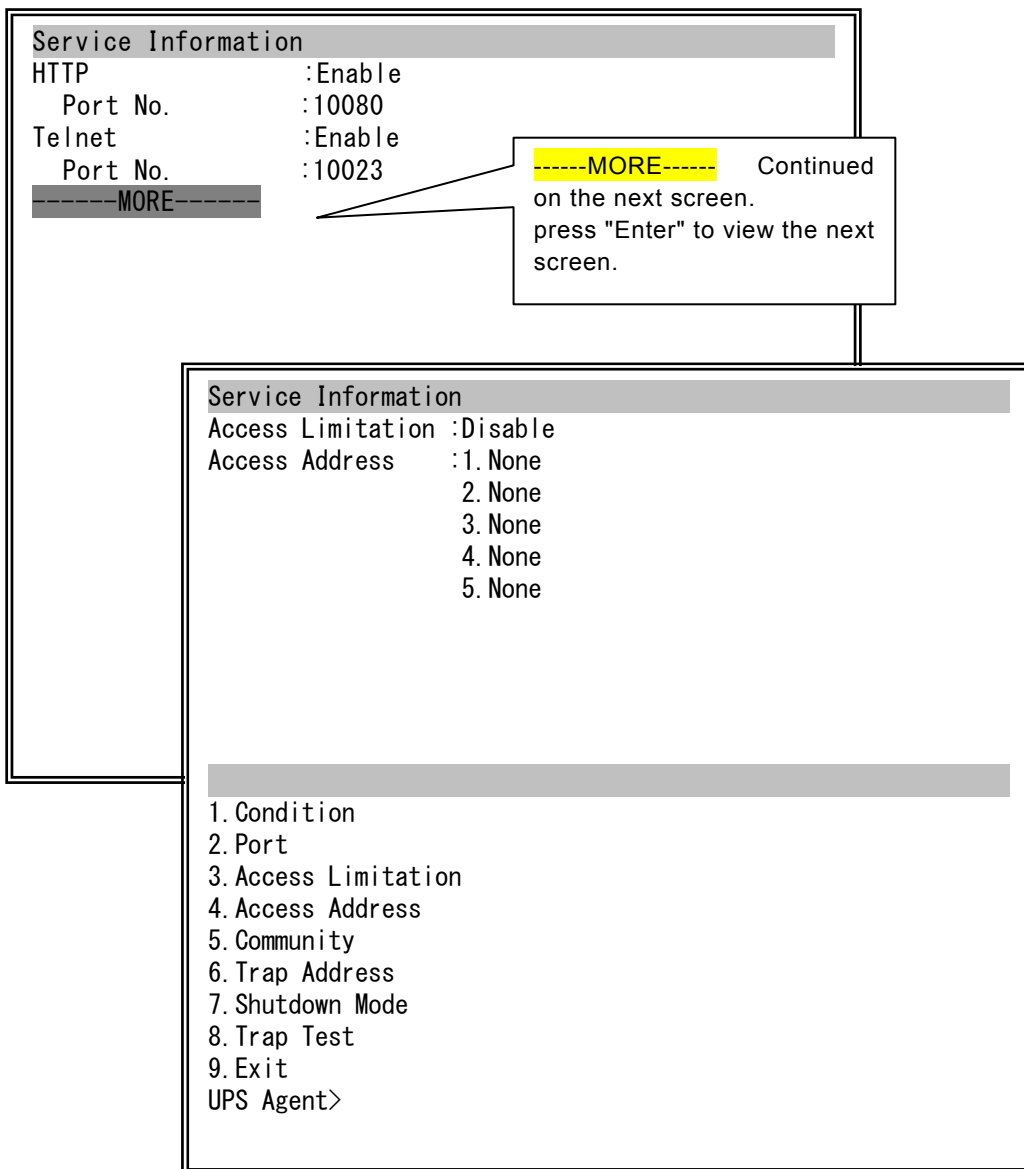 Service Information
HTTP :Enable
Port No. :10080
Telnet :Enable
Port No. :10023
------MORE------
------MORE------ Continued
on the next screen.
press "Enter" to view the next
screen.
Service Information
Access Limitation :Disable
Access Address :1.None
2.None
3.None
4.None
5.None
1.Condition
2.Port
3.Access Limitation
4.Access Address
5.Community
6.Trap Address
7.Shutdown Mode
8.Trap Test
9.Exit
UPS Agent>